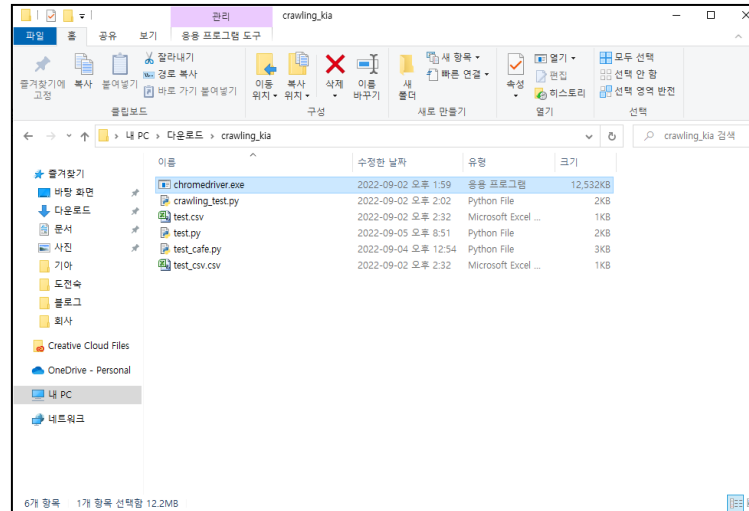 관리
crawling_kia
파일
홈
공유
보기
응용 프로그램 도구
즐겨찾기에 고정
복사
붙여넣기
잘라내기
경로 복사
바로 가기 붙여넣기
클립보드
이동 위치
복사 위치
삭제
이름 바꾸기
구성
새 폴더
새 항목
빠른 연결
새로 만들기
속성
열기
편집
히스토리
열기
모두 선택
선택 안 함
선택 영역 반전
선택
내 PC > 다운로드 > crawling_kia
crawling_kia 검색
이름 수정한 날짜 유형 크기
chromedriver.exe 2022-09-02 오후 1:59 응용 프로그램 12,532KB
crawling_test.py 2022-09-02 오후 2:02 Python File 2KB
test.csv 2022-09-02 오후 2:32 Microsoft Excel ... 1KB
test.py 2022-09-05 오후 8:51 Python File 2KB
test_cafe.py 2022-09-04 오후 12:54 Python File 3KB
test_csv.csv 2022-09-02 오후 2:32 Microsoft Excel ... 1KB
즐겨찾기
바탕 화면
다운로드
문서
사진
기아
도전숙
블로그
회사
Creative Cloud Files
OneDrive - Personal
내 PC
네트워크
6개 항목 1개 항목 선택함 12.2MB